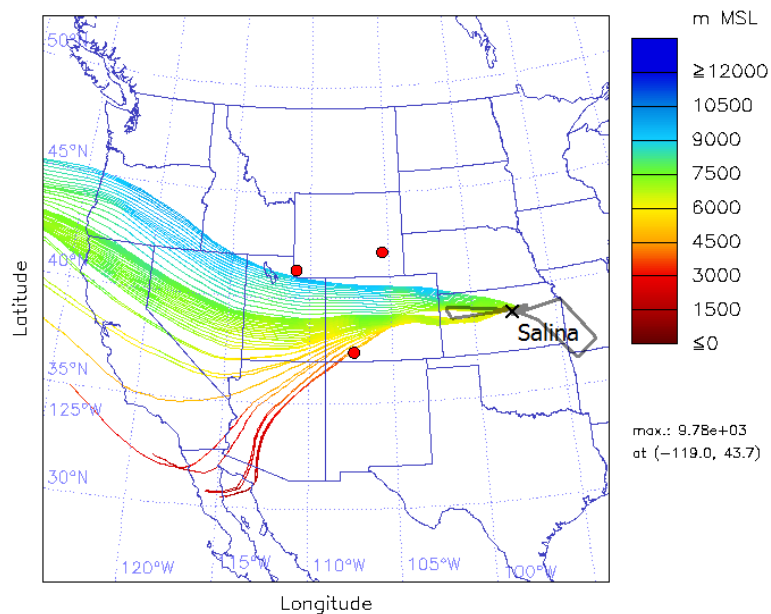 m MSL
≥12000
10500
9000
7500
6000
4500
3000
1500
≤0
max.: 9.78e+03
at (-119.0, 43.7)
50°N
45°N
40°N
35°N
125°W
30°N
120°W
115°W
110°W
105°W
100°W
Salina
Latitude
Longitude